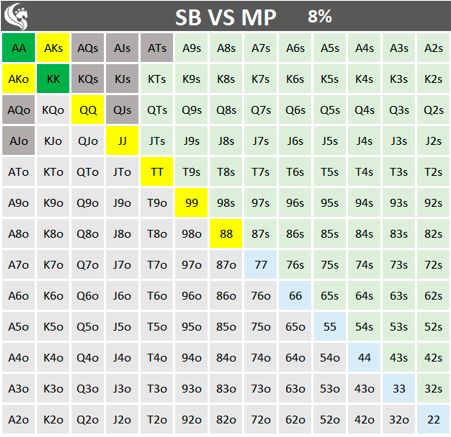 SB VS MP 8%
AA AKs AQs AJs ATs A9s A8s A7s A6s A5s A4s A3s A2s
AKo KK KQs KJs KTs K9s K8s K7s K6s K5s K4s K3s K2s
AQo KQo QQ QJs QTs Q9s Q8s Q7s Q6s Q5s Q4s Q3s Q2s
AJo KJo QJo JJ JTs J9s J8s J7s J6s J5s J4s J3s J2s
ATo KTo QTo JTo TT T9s T8s T7s T6s T5s T4s T3s T2s
A9o K9o Q9o J9o T9o 99 98s 97s 96s 95s 94s 93s 92s
A8o K8o Q8o J8o T8o 98o 88 87s 86s 85s 84s 83s 82s
A7o K7o Q7o J7o T7o 97o 87o 77 76s 75s 74s 73s 72s
A6o K6o Q6o J6o T6o 96o 86o 76o 66 65s 64s 63s 62s
A5o K5o Q5o J5o T5o 95o 85o 75o 65o 55 54s 53s 52s
A4o K4o Q4o J4o T4o 94o 84o 74o 64o 54o 44 43s 42s
A3o K3o Q3o J3o T3o 93o 83o 73o 63o 53o 43o 33 32s
A2o K2o Q2o J2o T2o 92o 82o 72o 62o 52o 42o 32o 22